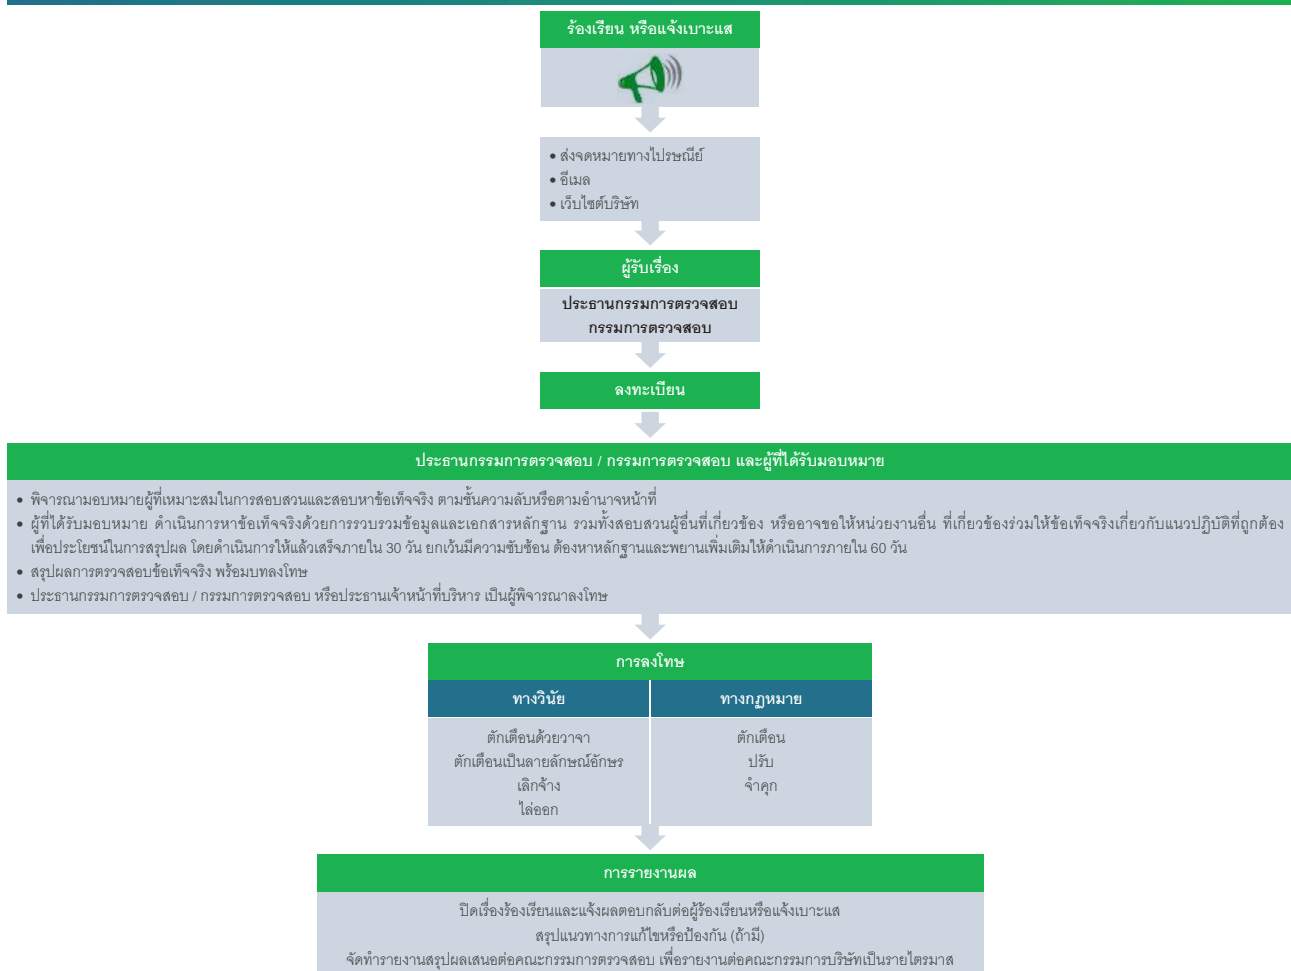 ร้องเรียน หรือแจ้งเบาะแส
• ส่งจดหมายทางไปรษณีย์
• อีเมล
• เว็บไซต์บริษัท
ผู้รับเรื่อง
ประธานกรรมการตรวจสอบ
กรรมการตรวจสอบ
ลงทะเบียน
ประธานกรรมการตรวจสอบ / กรรมการตรวจสอบ และผู้ที่ได้รับมอบหมาย
• พิจารณามอบหมายผู้ที่เหมาะสมในการสอบสวนและสอบหาข้อเท็จจริง ตามชั้นความลับหรือตามอำนาจหน้าที่
• ผู้ที่ได้รับมอบหมาย ดำเนินการหาข้อเท็จจริงด้วยการรวบรวมข้อมูลและเอกสารหลักฐาน รวมทั้งสอบสวนผู้อื่นที่เกี่ยวข้อง หรืออาจขอให้หน่วยงานอื่น ที่เกี่ยวข้องร่วมให้ข้อเท็จจริงเกี่ยวกับแนวปฏิบัติที่ถูกต้อง
เพื่อประโยชน์ในการสรุปผล โดยดำเนินการให้แล้วเสร็จภายใน 30 วัน ยกเว้นมีความซับซ้อน ต้องหาหลักฐานและพยานเพิ่มเติมให้ดำเนินการภายใน 60 วัน
• สรุปผลการตรวจสอบข้อเท็จจริง พร้อมบทลงโทษ
• ประธานกรรมการตรวจสอบ / กรรมการตรวจสอบ หรือประธานเจ้าหน้าที่บริหาร เป็นผู้พิจารณาลงโทษ
การลงโทษ
ทางวินัย
ตักเตือนด้วยวาจา
ตักเตือนเป็นลายลักษณ์อักษร
เลิกจ้าง
ไล่ออก
ทางกฎหมาย
ตักเตือน
ปรับ
จำคุก
การรายงานผล
ปิดเรื่องร้องเรียนและแจ้งผลตอบกลับต่อผู้ร้องเรียนหรือแจ้งเบาะแส
สรุปแนวทางการแก้ไขหรือป้องกัน (ถ้ามี)
จัดทำรายงานสรุปผลเสนอต่อคณะกรรมการตรวจสอบ เพื่อรายงานต่อคณะกรรมการบริษัทเป็นรายไตรมาส